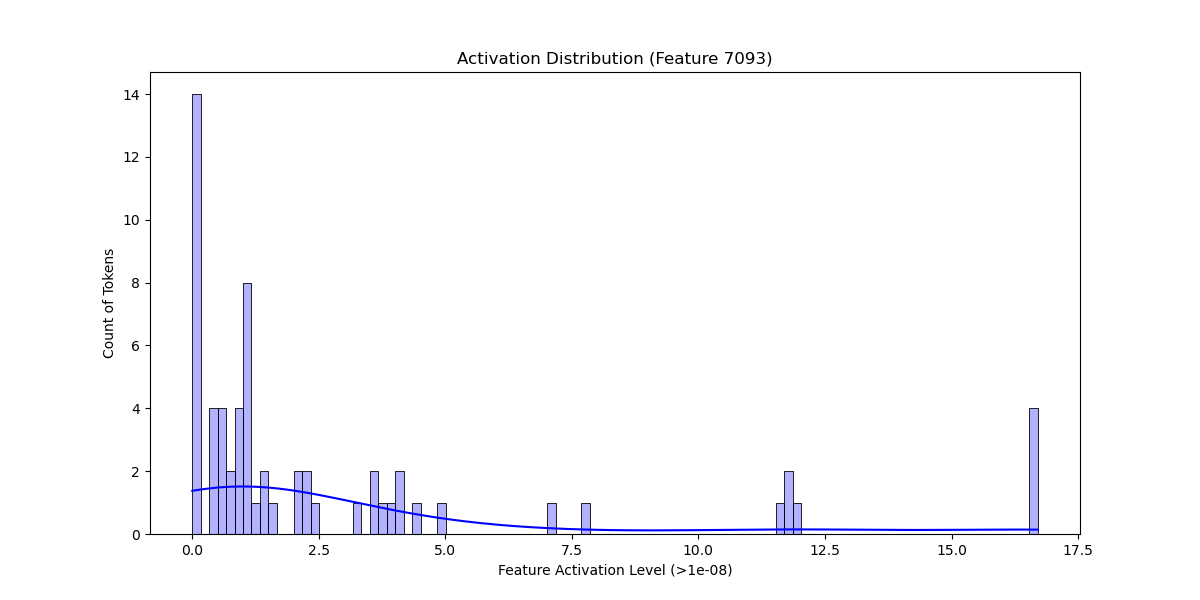 Activation Distribution (Feature 7093)
14
12
10
8
6
4
2
0
Count of Tokens
0.0 2.5 5.0 7.5 10.0 12.5 15.0 17.5
Feature Activation Level (>1e-08)